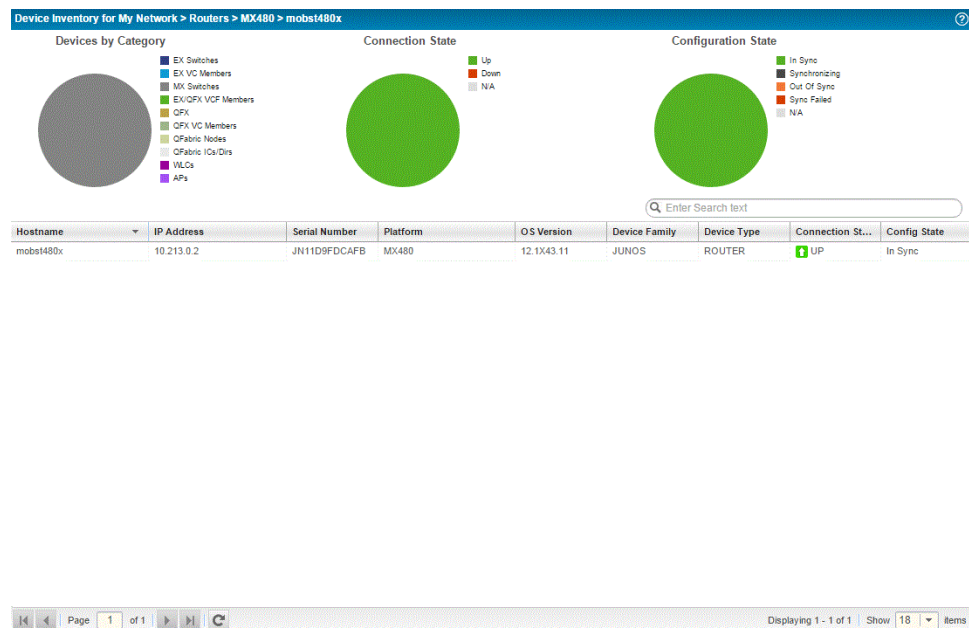 Device Inventory for My Network > Routers > MX480 > mobst480x
Devices by Category
EX Switches
EX VC Members
MX Switches
EX/QFX VCF Members
QFX
QFX VC Members
QFabric Nodes
QFabric ICs/Dirs
WLCs
APs
Connection State
Up
Down
N/A
Configuration State
In Sync
Synchronizing
Out Of Sync
Sync Failed
N/A
Enter Search text
Hostname IP Address Serial Number Platform OS Version Device Family Device Type Connection St... Config State
mobst480x 10.213.0.2 JN11D9FDCAFB MX480 12.1X43.11 JUNOS ROUTER UP In Sync
Page 1 of 1 Displaying 1 - 1 of 1 Show 18 items